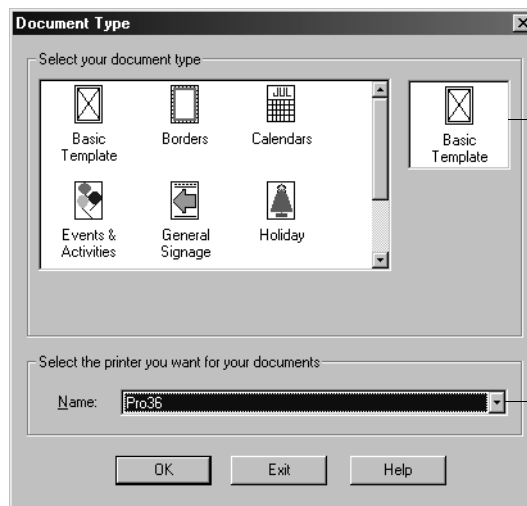 Document Type
Select your document type
JUL
Basic
Template
Borders
Calendars
Events &
Activities
General
Signage
Holiday
Basic
Template
Select the printer you want for your documents
Name:
Pro36
OK
Exit
Help